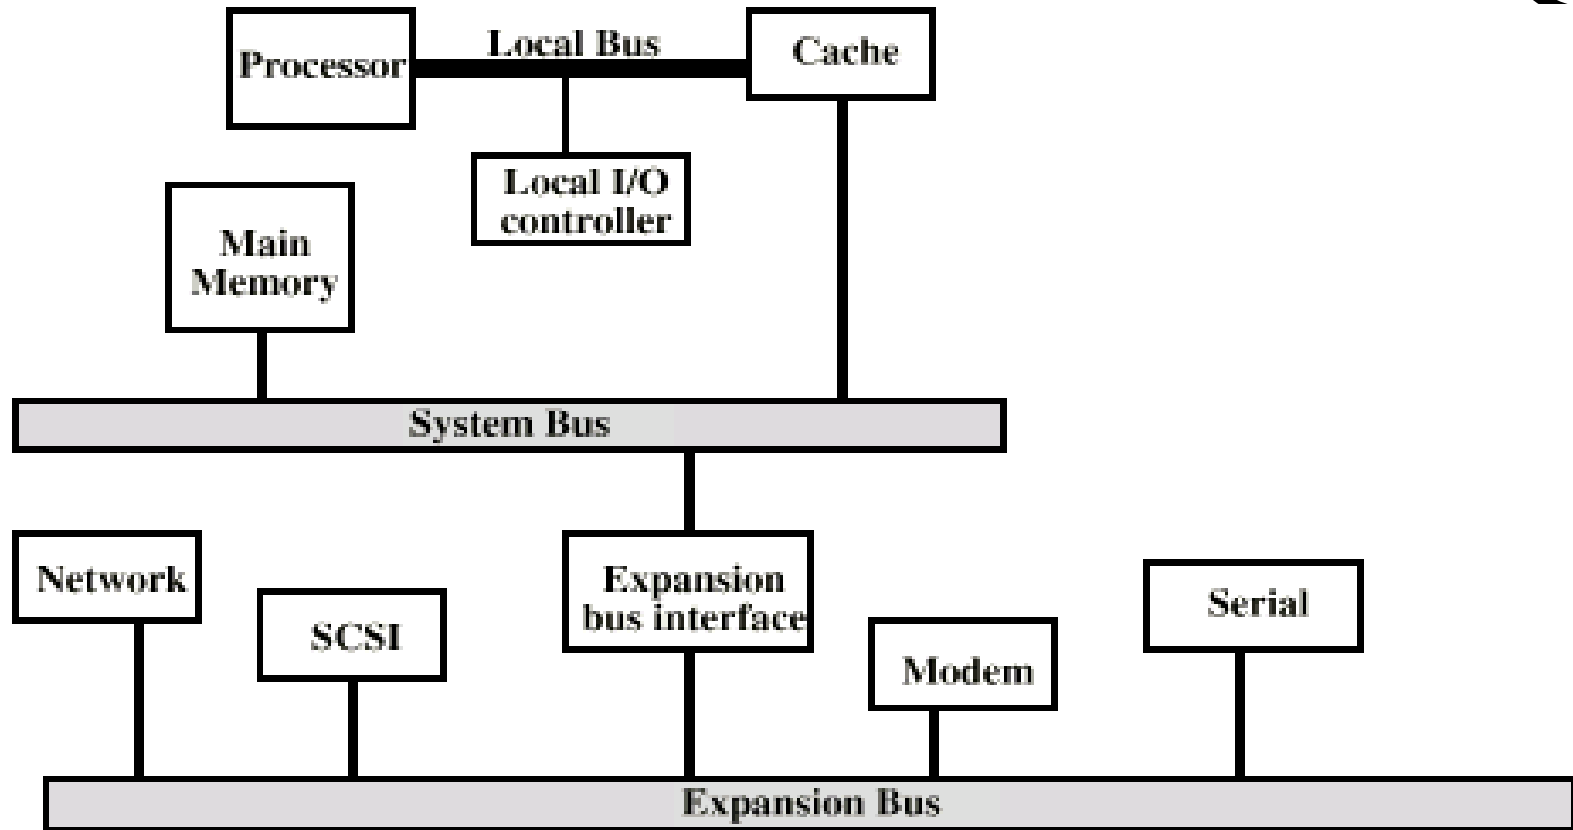 Local Bus
Processor
Cache
Local I/O
controller
Main
Memory
System Bus
Network
Expansion
bus interface
Serial
SCSI
Modem
Expansion Bus